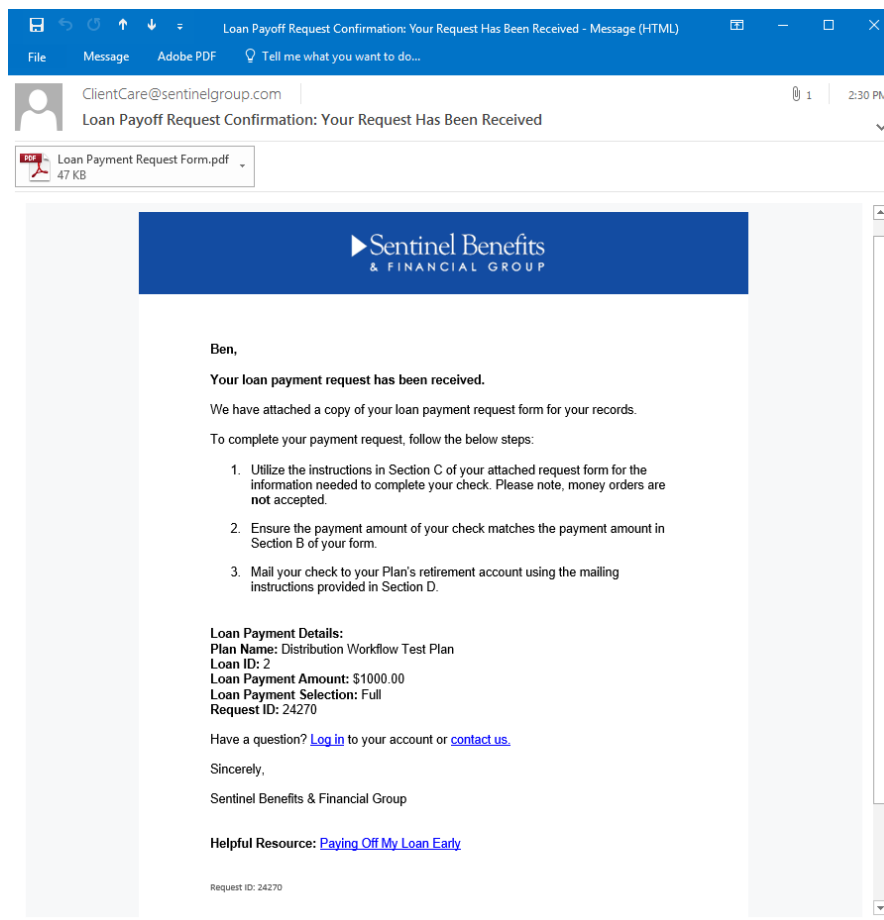 Loan Payoff Request Confirmation: Your Request Has Been Received - Message (HTML)
File Message Adobe PDF Tell me what you want to do...
ClientCare@sentinelgroup.com 1 2:30 PM
Loan Payoff Request Confirmation: Your Request Has Been Received
PDF Loan Payment Request Form.pdf
47 KB
Sentinel Benefits
& FINANCIAL GROUP
Ben,
Your loan payment request has been received.
We have attached a copy of your loan payment request form for your records.
To complete your payment request, follow the below steps:
1. Utilize the instructions in Section C of your attached request form for the
information needed to complete your check. Please note, money orders are
not accepted.
2. Ensure the payment amount of your check matches the payment amount in
Section B of your form.
3. Mail your check to your Plan's retirement account using the mailing
instructions provided in Section D.
Loan Payment Details:
Plan Name: Distribution Workflow Test Plan
Loan ID: 2
Loan Payment Amount: $1000.00
Loan Payment Selection: Full
Request ID: 24270
Have a question? Log in to your account or contact us.
Sincerely,
Sentinel Benefits & Financial Group
Helpful Resource: Paying Off My Loan Early
Request ID: 24270